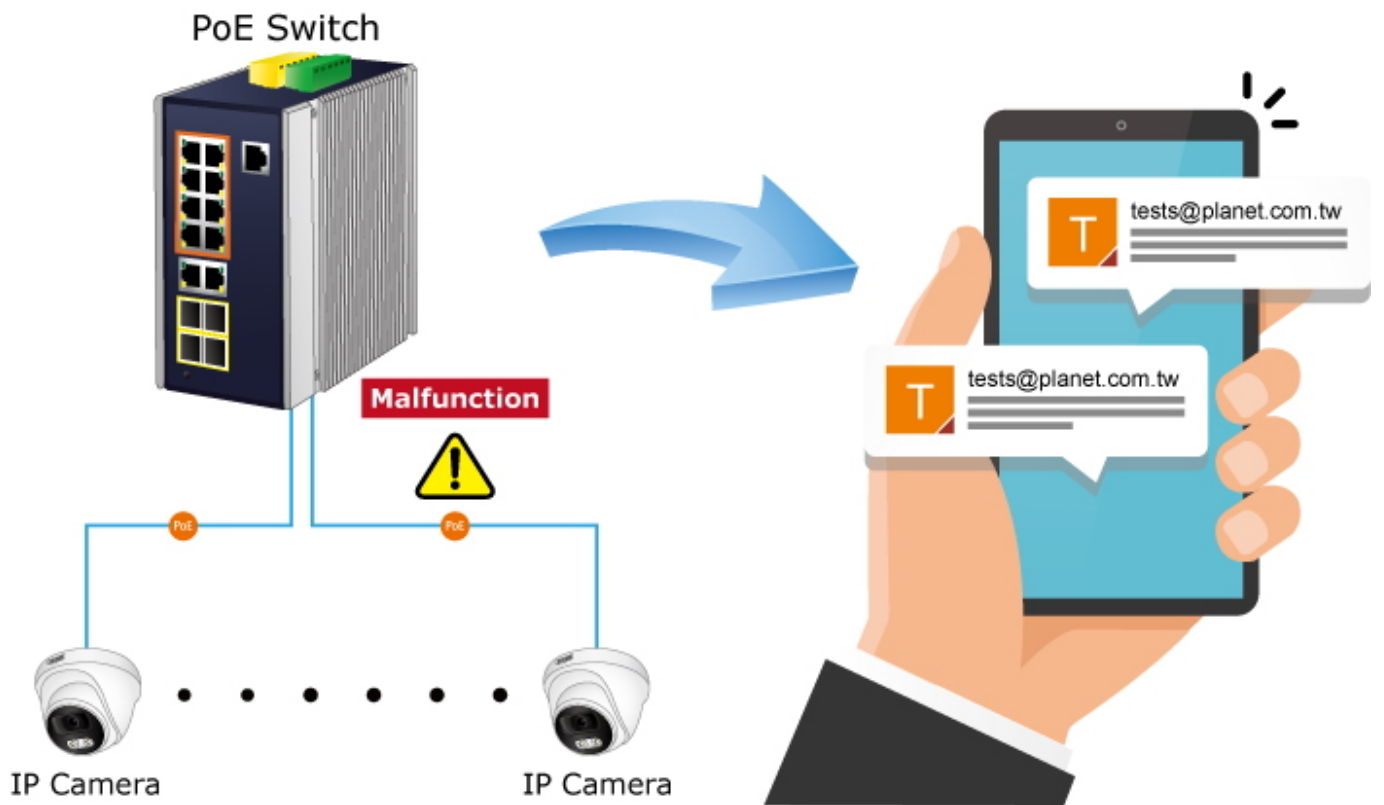 PoE Switch
Malfunction
PoE
PoE
IP Camera
IP Camera
T
tests@planet.com.tw
T
tests@planet.com.tw